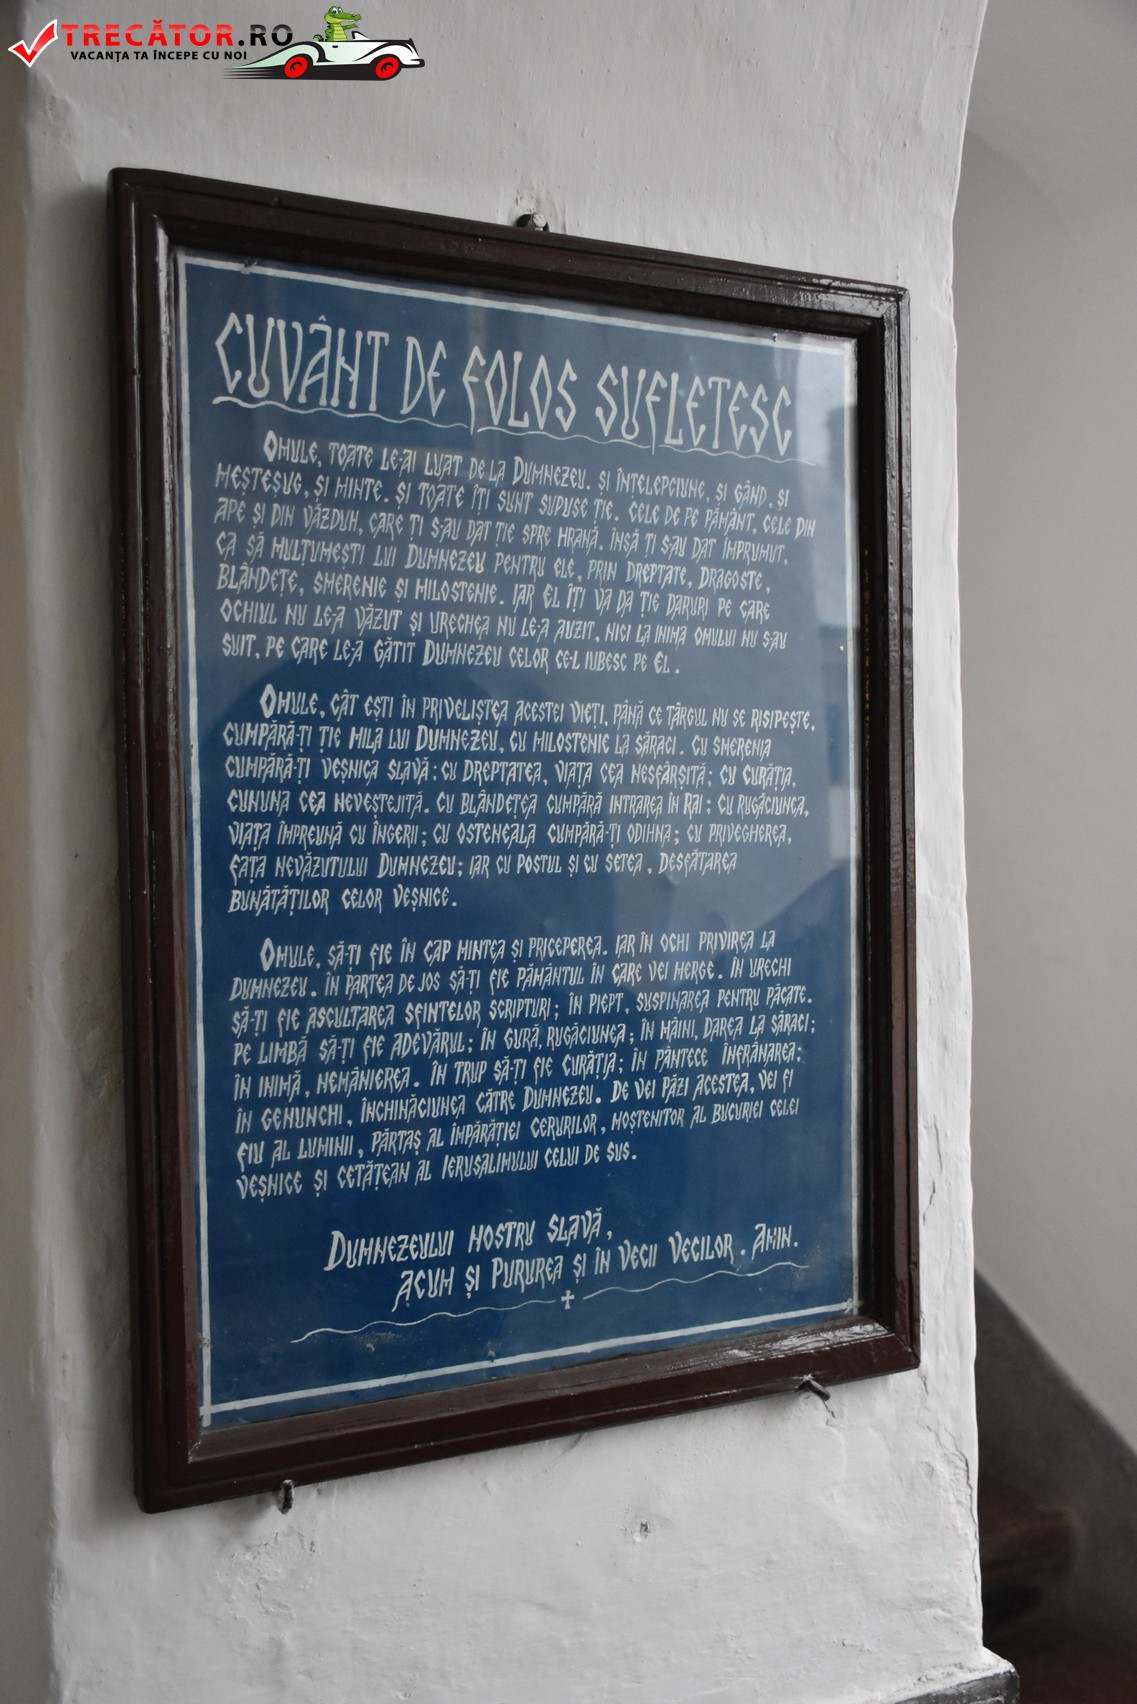 TRECĂTOR.RO
VACANȚA TA ÎNCEPE CU NOI
CUVÂNT DE FOLOS SUFLETESC
OMULE, TOATE LE-AI LUAT DE LA DUMNEZEU. ȘI ÎNȚELEPCIUNE, ȘI GÂND, ȘI
MEȘTEȘUG, ȘI MINTE. ȘI TOATE ÎȚI SUNT SUPUSE ȚIE. CELE DE PE PĂMÂNT, CELE DIN
APE ȘI DIN VĂZDUH, CARE ȚI S-AU DAT ȚIE SPRE HRANĂ. ÎNSĂ ȚI S-AU DAT ÎMPRUMUT,
CA SĂ MULȚUMEȘTI LUI DUMNEZEU PENTRU ELE, PRIN DREPTATE, DRAGOSTE,
BLÂNDEȚE, SMERENIE ȘI MILOSTENIE. IAR EL ÎȚI VA DA ȚIE DARURI PE CARE
OCHIUL NU LE-A VĂZUT ȘI URECHEA NU LE-A AUZIT, NICI LA INIMA OMULUI NU S-AU
SUIT, PE CARE LE-A GĂTIT DUMNEZEU CELOR CE-L IUBESC PE EL.
OMULE, CÂT EȘTI ÎN PRIVELIȘTEA ACESTEI VIEȚI, PÂNĂ CE TÂRGUL NU SE RISIPEȘTE,
CUMPĂRĂ-ȚI ȚIE MILA LUI DUMNEZEU, CU MILOSTENIE LA SĂRACI. CU SMERENIA
CUMPĂRĂ-ȚI VEȘNICA SLAVĂ: CU DREPTATEA, VIAȚA CEA NESFÂRȘITĂ; CU CURĂȚIA,
CUNUNA CEA NEVEȘTEJITĂ. CU BLÂNDEȚEA CUMPĂRĂ INTRAREA ÎN RAI; CU RUGĂCIUNEA,
VIAȚA ÎMPREUNĂ CU ÎNGERII; CU OSTENEALA CUMPĂRĂ-ȚI ODIHNA; CU PRIVEGHEREA,
FAȚA NEVĂZUTULUI DUMNEZEU; IAR CU POSTUL ȘI CU SETEA, DESFĂTAREA
BUNĂTĂȚILOR CELOR VEȘNICE.
OMULE, SĂ-ȚI FIE ÎN CAP MINTEA ȘI PRICEPEREA. IAR ÎN OCHI PRIVIREA LA
DUMNEZEU. ÎN PARTEA DE JOS SĂ-ȚI FIE PĂMÂNTUL ÎN CARE VEI MERGE. ÎN URECHI
SĂ-ȚI FIE ASCULTAREA SFINTELOR SCRIPTURI; ÎN PIEPT, SUSPINAREA PENTRU PĂCATE.
PE LIMBĂ SĂ-ȚI FIE ADEVĂRUL; ÎN GURĂ, RUGĂCIUNEA; ÎN MÂINI, DAREA LA SĂRACI;
ÎN INIMĂ, NEMÂNIEREA. ÎN TRUP SĂ-ȚI FIE CURĂȚIA; ÎN PÂNTECE ÎNFRÂNAREA;
ÎN GENUNCHI, ÎNCHINĂCIUNEA CĂTRE DUMNEZEU. DE VEI PĂZI ACESTEA, VEI FI
FIU AL LUMINII, PĂRTAȘ AL ÎMPĂRĂȚIEI CERURILOR, MOȘTENITOR AL BUCURIEI CELEI
VEȘNICE ȘI CETĂȚEAN AL IERUSALIMULUI CELUI DE SUS.
DUMNEZEULUI NOSTRU SLAVĂ,
ACUM ȘI PURUREA ȘI ÎN VECII VECILOR. AMIN.